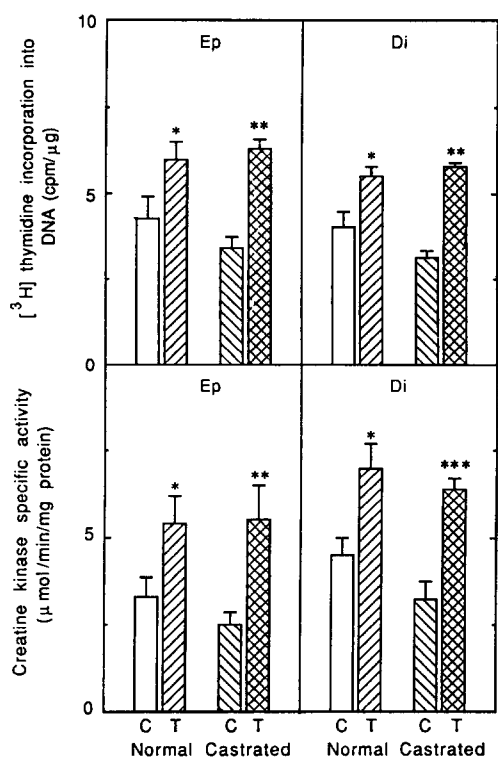 10
Ep
Di
[³H] thymidine incorporation into
DNA (cpm/μg)
*
**
*
**
5
0
Ep
Di
Creatine kinase specific activity
(μ mol/min/mg protein)
*
**
*
***
5
0
C T C T C T C T
Normal Castrated Normal Castrated